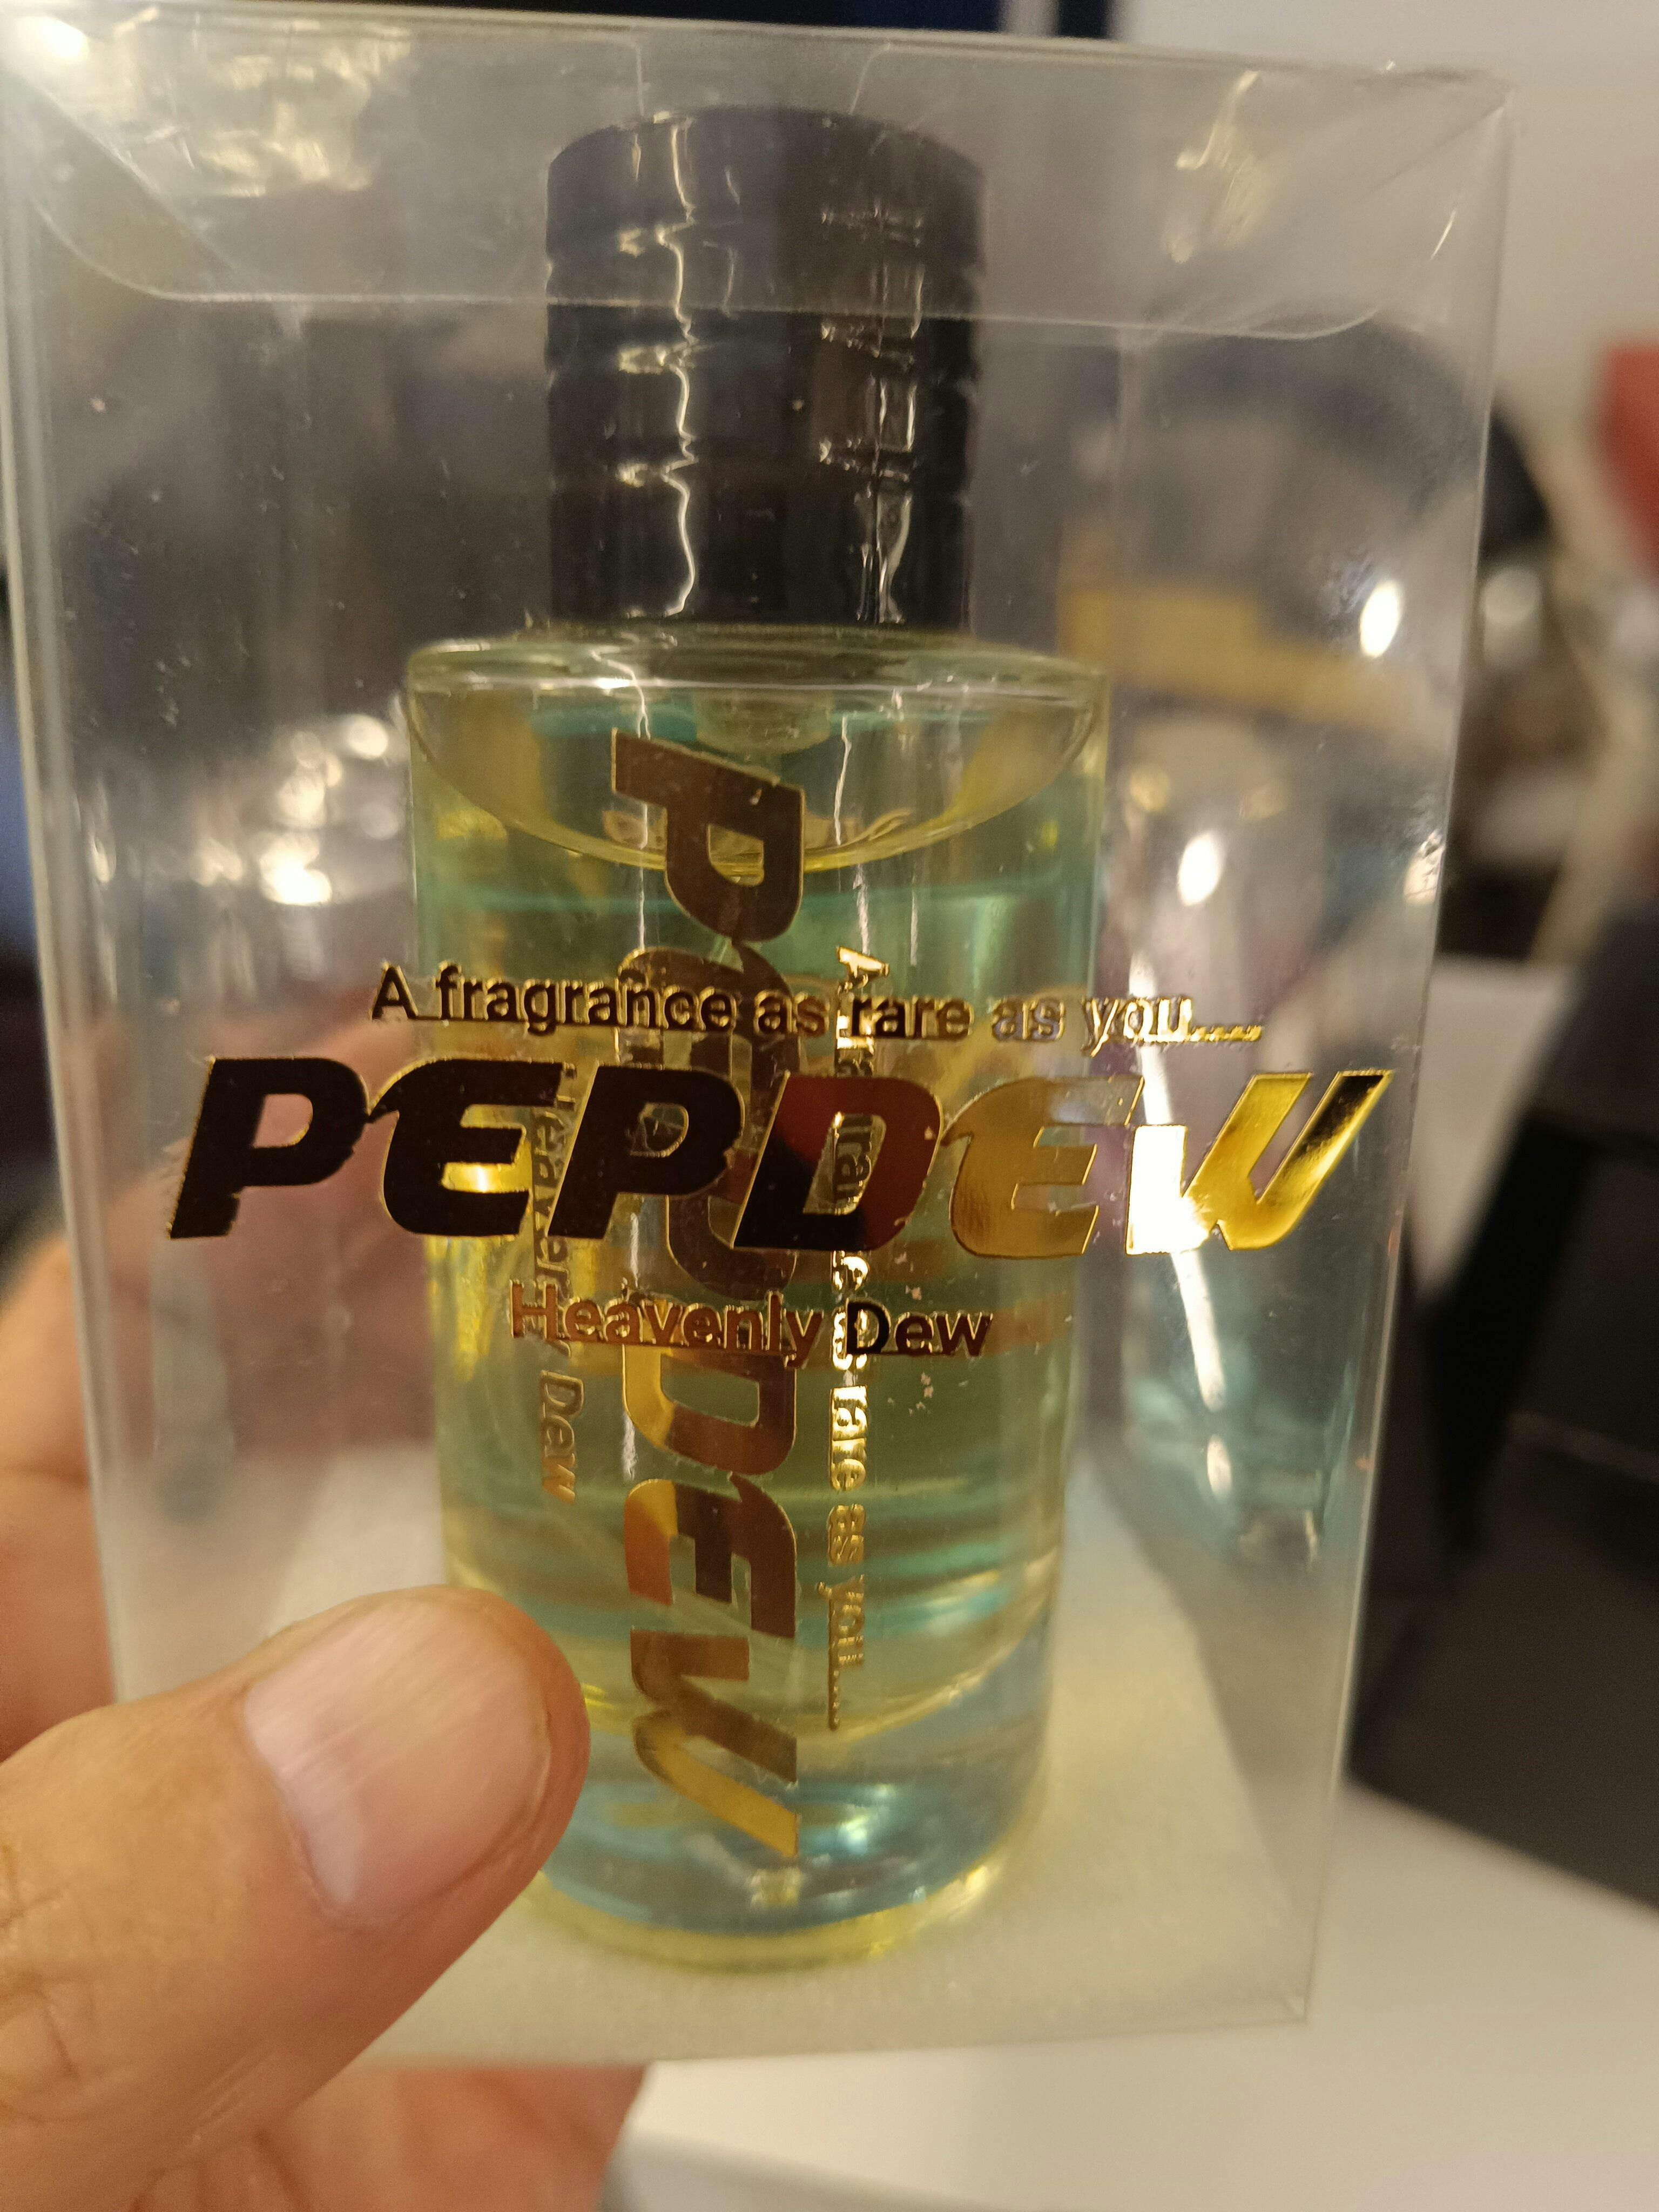 A fragrance as rare as you.....
PEPDEW
Heavenly Dew
PEPDEW
A fragrance as rare as you.....
Heavenly Dew